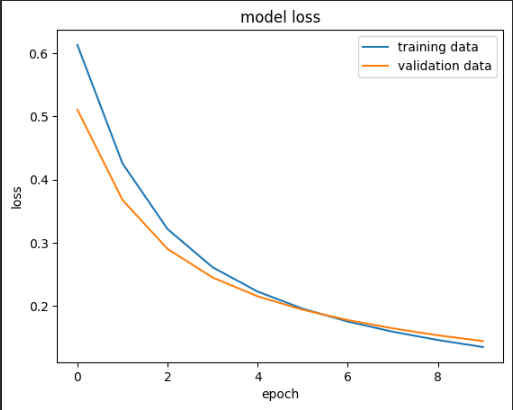 model loss
training data
validation data
0.6
0.5
0.4
0.3
0.2
loss
0 2 4 6 8
epoch